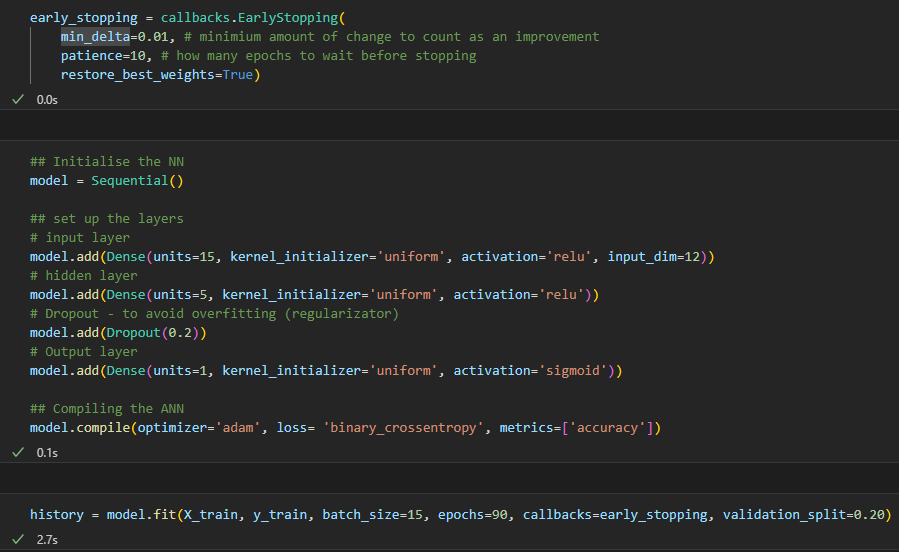 early_stopping = callbacks.EarlyStopping(
min_delta=0.01, # minimium amount of change to count as an improvement
patience=10, # how many epochs to wait before stopping
restore_best_weights=True)
0.0s
## Initialise the NN
model = Sequential()
## set up the layers
# input layer
model.add(Dense(units=15, kernel_initializer='uniform', activation='relu', input_dim=12))
# hidden layer
model.add(Dense(units=5, kernel_initializer='uniform', activation='relu'))
# Dropout - to avoid overfitting (regularizator)
model.add(Dropout(0.2))
# Output layer
model.add(Dense(units=1, kernel_initializer='uniform', activation='sigmoid'))
## Compiling the ANN
model.compile(optimizer='adam', loss= 'binary_crossentropy', metrics=['accuracy'])
0.1s
history = model.fit(X_train, y_train, batch_size=15, epochs=90, callbacks=early_stopping, validation_split=0.20)
2.7s